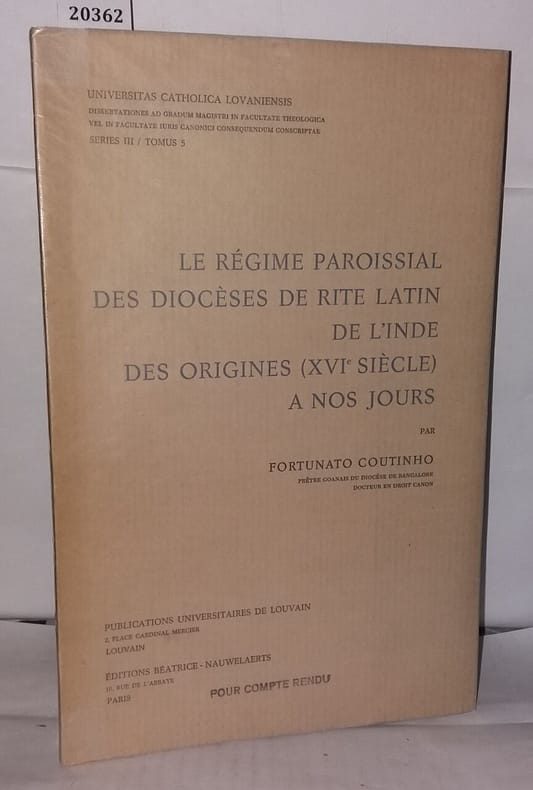 20362
UNIVERSITAS CATHOLICA LOVANIENSIS
DISSERTATIONES AD GRADUM MAGISTRI IN FACULTATE THEOLOGICA
VEL IN FACULTATE IURIS CANONICI CONSEQUENDUM CONSCRIPTAE
SERIES III / TOMUS 5
LE RÉGIME PAROISSIAL
DES DIOCÈSES DE RITE LATIN
DE L'INDE
DES ORIGINES (XVIe SIÈCLE)
A NOS JOURS
PAR
FORTUNATO COUTINHO
PRÊTRE GOANAIS DU DIOCÈSE DE BANGALORE
DOCTEUR EN DROIT CANON
PUBLICATIONS UNIVERSITAIRES DE LOUVAIN
2, PLACE CARDINAL MERCIER
LOUVAIN
ÉDITIONS BÉATRICE - NAUWELAERTS
10, RUE DE L'ABBAYE
PARIS
POUR COMPTE RENDU